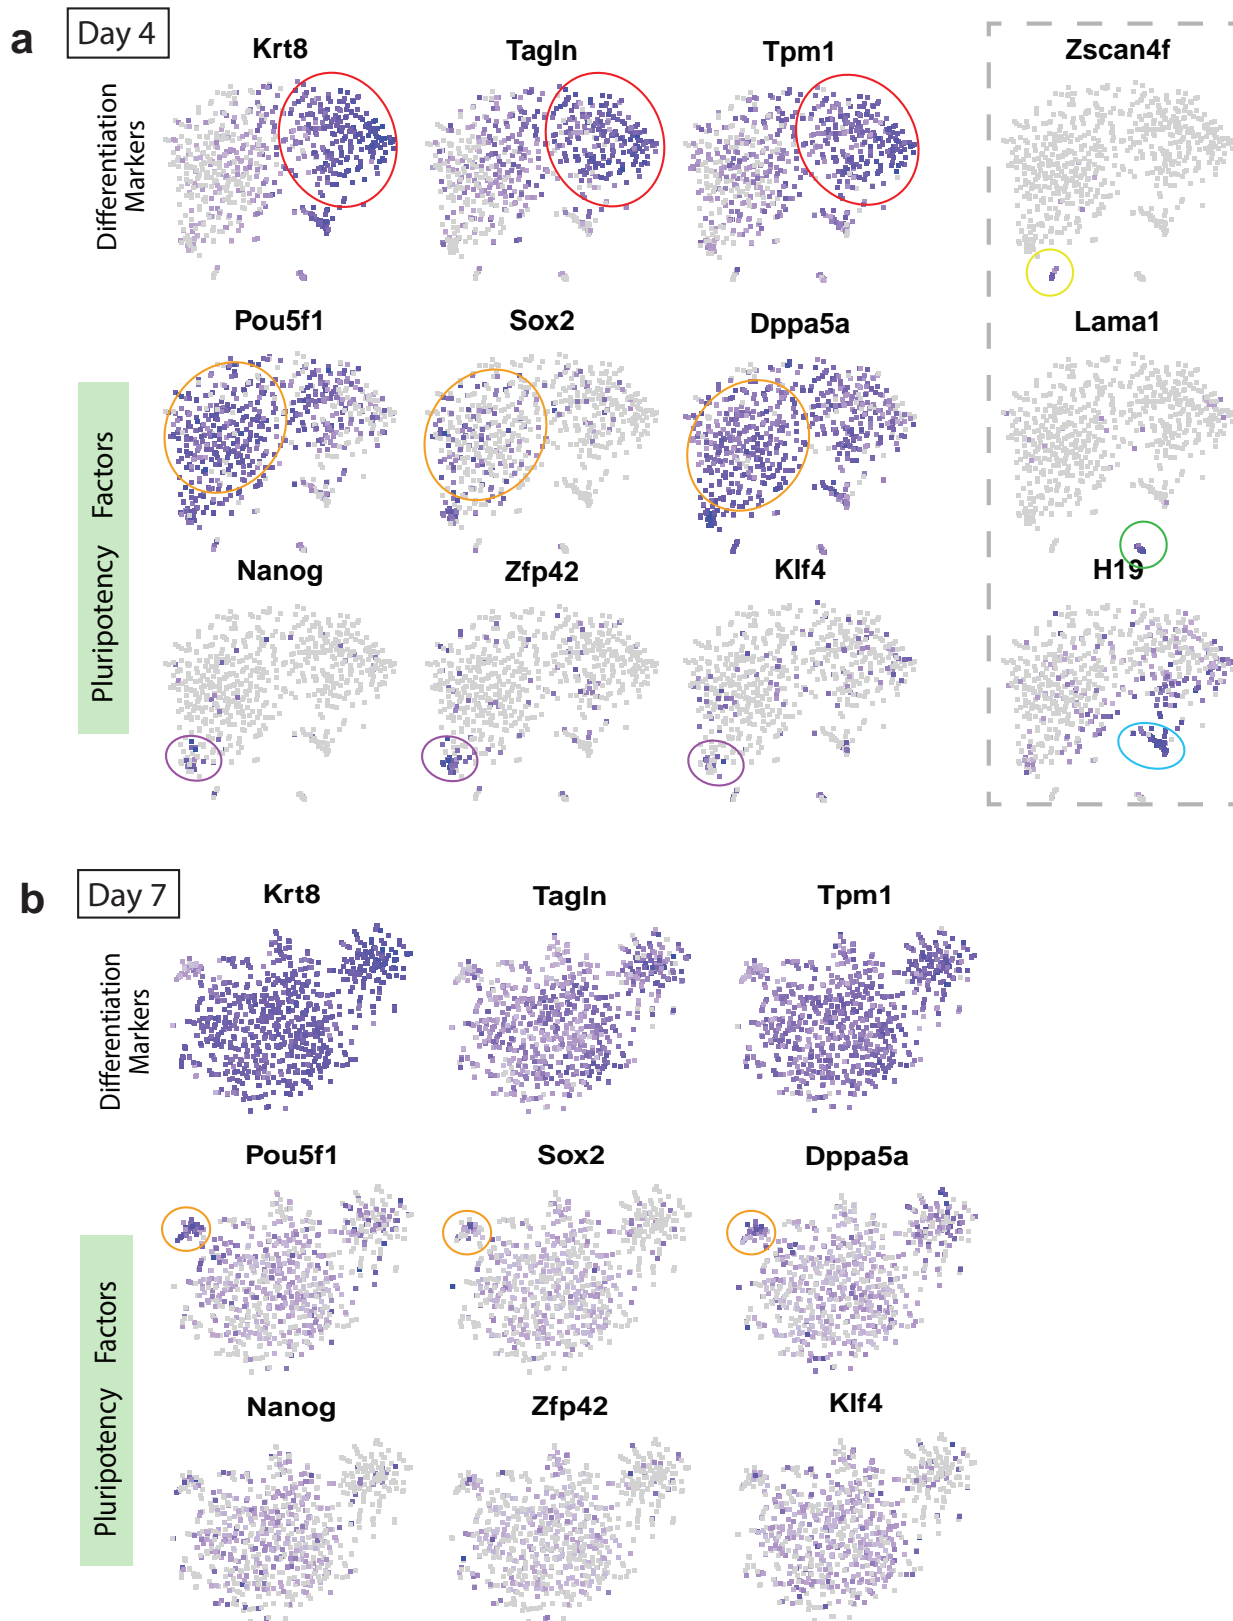 a
Day 4
Krt8
Tagln
Tpm1
Zscan4f
Differentiation
Markers
Pou5f1
Sox2
Dppa5a
Lama1
Nanog
Zfp42
Klf4
H19
Pluripotency Factors
b
Day 7
Krt8
Tagln
Tpm1
Differentiation
Markers
Pou5f1
Sox2
Dppa5a
Nanog
Zfp42
Klf4
Pluripotency Factors